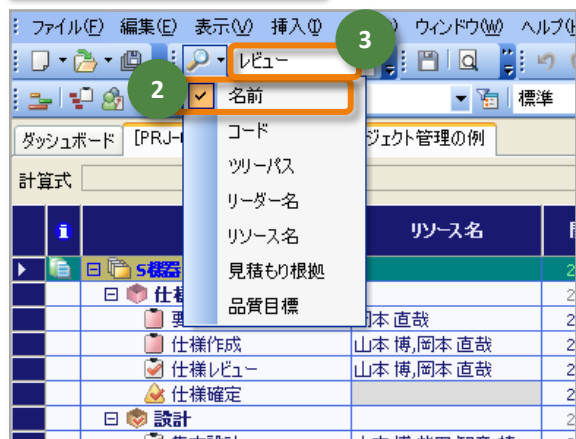 ファイル(F) 編集(E) 表示(V) 挿入(I) ) ウィンドウ(W) ヘルプ(H
3
レビュー
2
名前
標準
コード
ツリーパス
リーダー名
リソース名
見積もり根拠
品質目標
ダッシュボード [PRJ- ジェクト管理の例
計算式
リソース名
S機器
仕様
要 本 直哉
仕様作成 山本 博,岡本 直哉
仕様レビュー 山本 博,岡本 直哉
仕様確定
設計